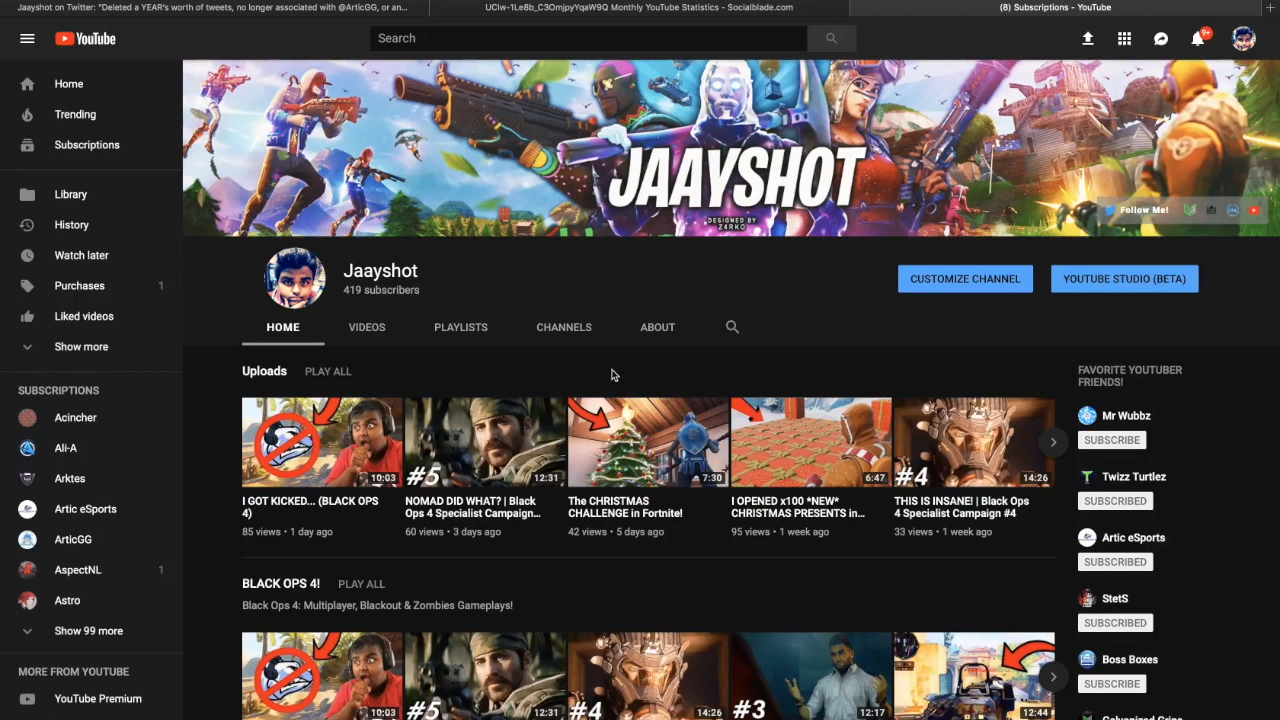 Jaayshot on Twitter: "Deleted a YEAR's worth of tweets, no longer associated with @ArticGG, or an...
UClw-1Le8b_C3OmjpyYqaW9Q Monthly YouTube Statistics - Socialblade.com
(8) Subscriptions - YouTube
YouTube
Search
9+
Home
Trending
Subscriptions
Library
History
Watch later
Purchases 1
Liked videos
Show more
SUBSCRIPTIONS
Acincher
Ali-A
Arktes
Artic eSports
ArticGG
AspectNL 1
Astro
Show 99 more
MORE FROM YOUTUBE
YouTube Premium
JAAYSHOT
DESIGNED BY
Z4RKO
Follow Me!
Jaayshot
419 subscribers
CUSTOMIZE CHANNEL
YOUTUBE STUDIO (BETA)
HOME
VIDEOS
PLAYLISTS
CHANNELS
ABOUT
Uploads PLAY ALL
10:03
#5 12:31
7:30
6:47
#4 14:26
I GOT KICKED... (BLACK OPS
4)
85 views • 1 day ago
NOMAD DID WHAT? | Black
Ops 4 Specialist Campaign...
60 views • 3 days ago
The CHRISTMAS
CHALLENGE in Fortnite!
42 views • 5 days ago
I OPENED x100 *NEW*
CHRISTMAS PRESENTS in...
95 views • 1 week ago
THIS IS INSANE! | Black Ops
4 Specialist Campaign #4
33 views • 1 week ago
BLACK OPS 4! PLAY ALL
Black Ops 4: Multiplayer, Blackout & Zombies Gameplays!
10:03
#5 12:31
#4 14:26
#3 12:17
12:44
FAVORITE YOUTUBER
FRIENDS!
Mr Wubbz
SUBSCRIBE
Twizz Turtlez
SUBSCRIBED
Artic eSports
SUBSCRIBED
StetS
SUBSCRIBED
Boss Boxes
SUBSCRIBE